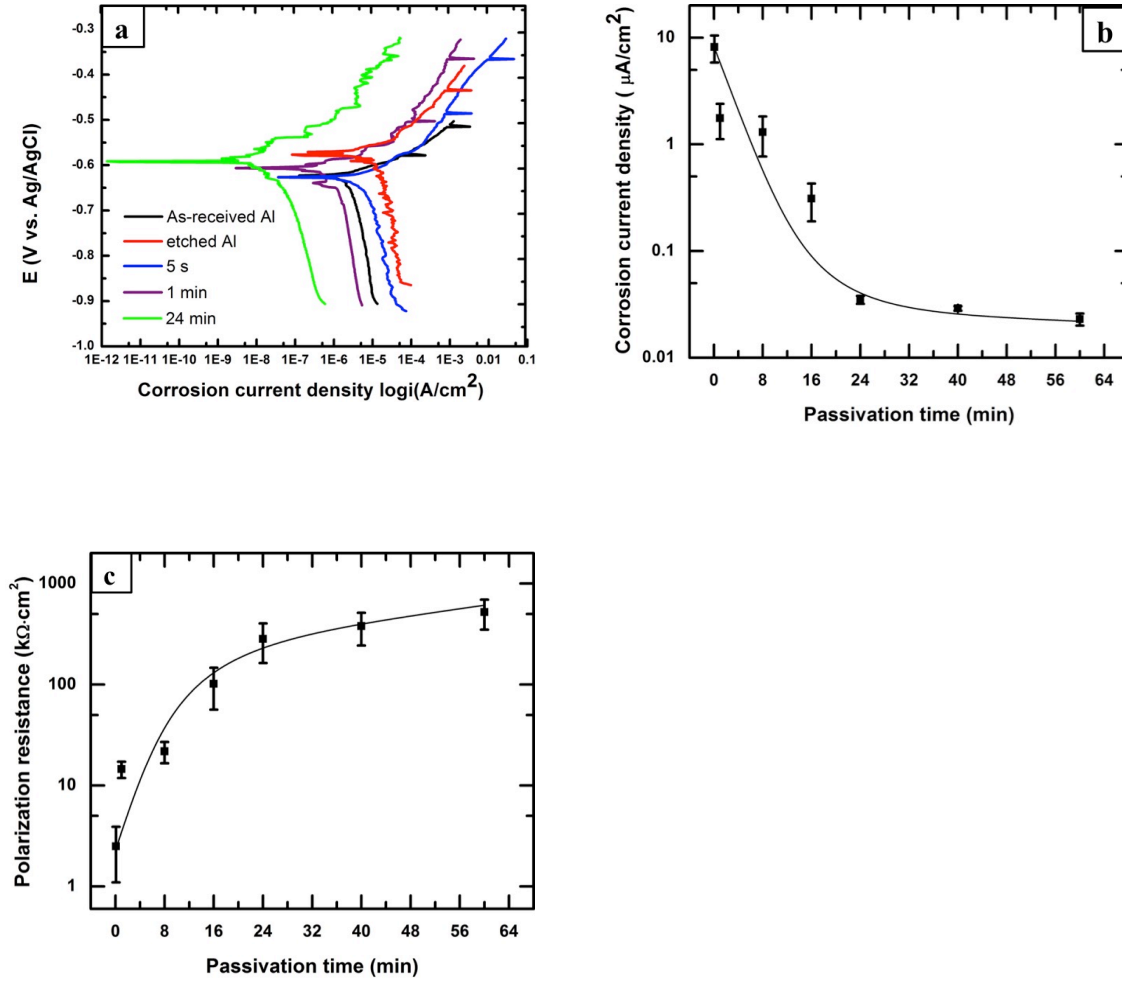 a
-0.3
-0.4
-0.5
-0.6
-0.7
-0.8
-0.9
-1.0
E (V vs. Ag/AgCl)
As-received Al
etched Al
5 s
1 min
24 min
1E-12 1E-11 1E-10 1E-9 1E-8 1E-7 1E-6 1E-5 1E-4 1E-3 0.01 0.1
Corrosion current density logi(A/cm²)
b
10
1
0.1
0.01
Corrosion current density ( µA/cm²)
0 8 16 24 32 40 48 56 64
Passivation time (min)
c
1000
100
10
1
Polarization resistance (kΩ·cm²)
0 8 16 24 32 40 48 56 64
Passivation time (min)